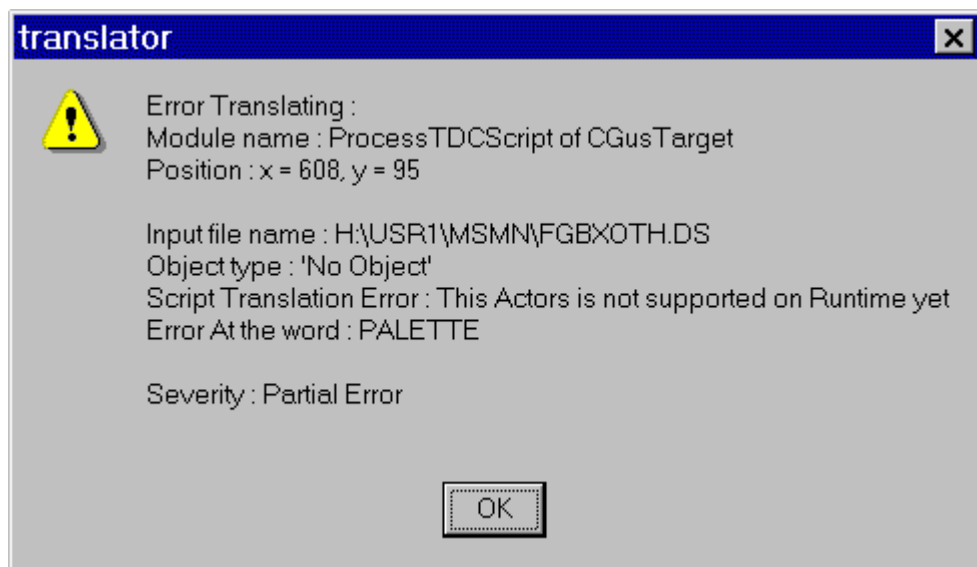 translator
Error Translating :
Module name : ProcessTDCScript of CGusTarget
Position : x = 608, y = 95
Input file name : H:\USR1\MSMN\FGBXOTH.DS
Object type : 'No Object'
Script Translation Error : This Actors is not supported on Runtime yet
Error At the word : PALETTE
Severity : Partial Error
OK